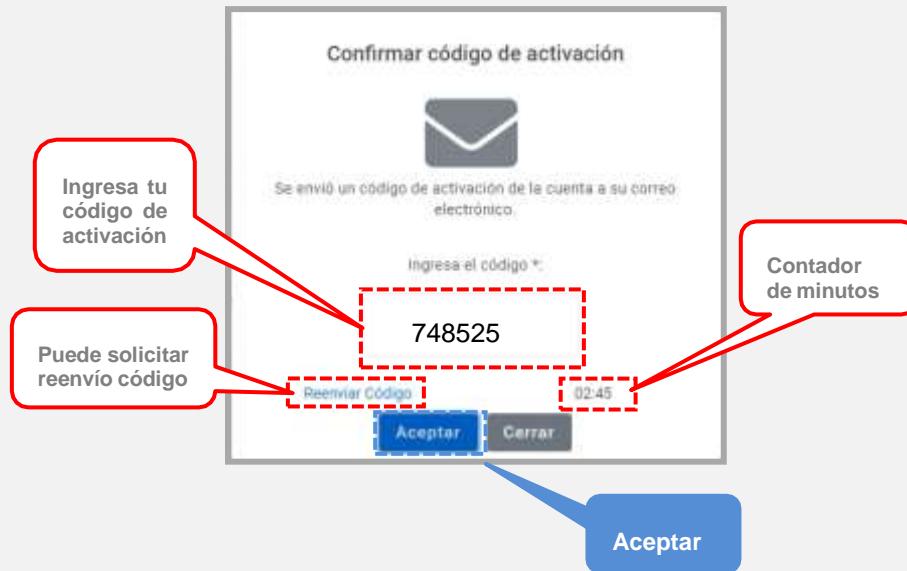 Confirmar código de activación
Ingresa tu
código de
activación
Se envió un código de activación de la cuenta a su correo
electrónico.
Ingresa el código *:
Contador
de minutos
748525
Puede solicitar
reenvío código
Reenviar Código
02:45
Aceptar
Cerrar
Aceptar